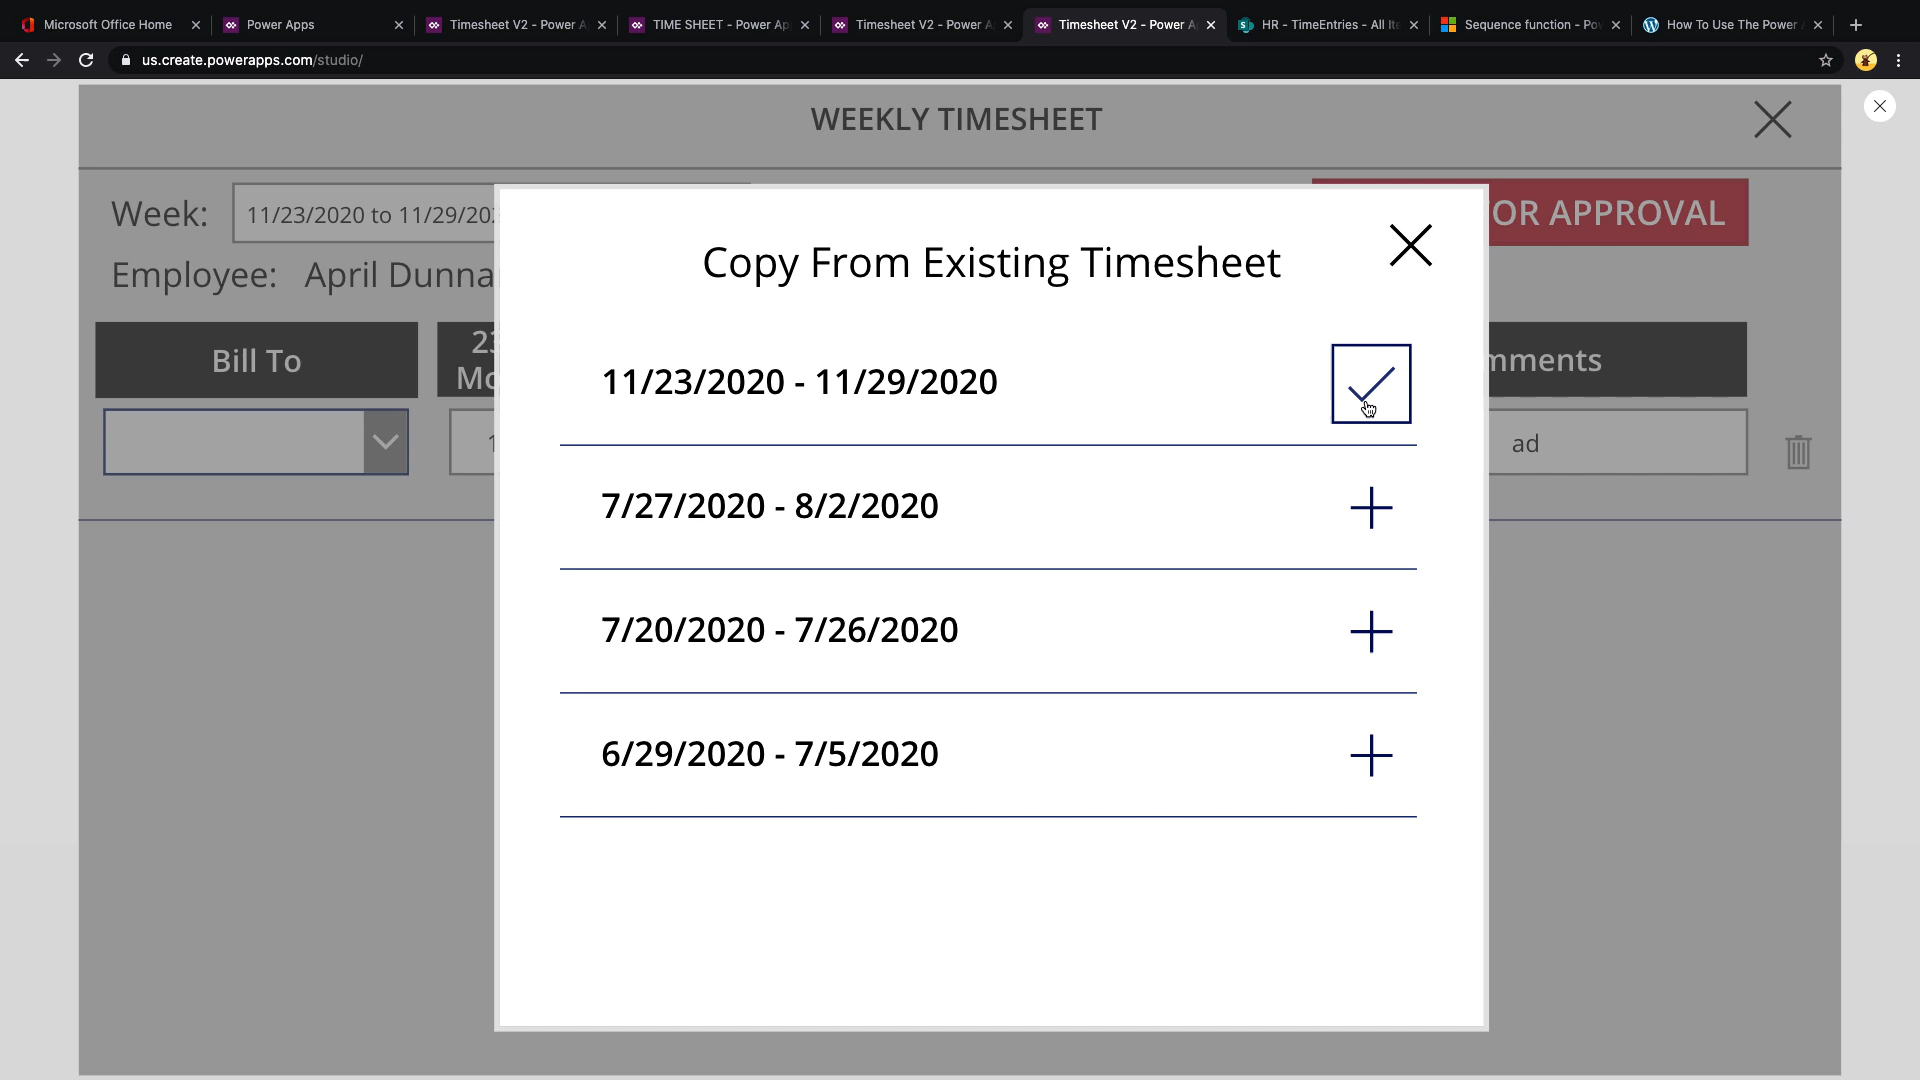 Microsoft Office Home
Power Apps
Timesheet V2 - Power A
TIME SHEET - Power Ap
Timesheet V2 - Power A
Timesheet V2 - Power A
HR - TimeEntries - All Ite
Sequence function - Po
How To Use The Power
us.create.powerapps.com/studio/
WEEKLY TIMESHEET
Week:
11/23/2020 to 11/29/20
OR APPROVAL
Employee: April Dunna
Copy From Existing Timesheet
Bill To
23
Mo
mments
ad
11/23/2020 - 11/29/2020
7/27/2020 - 8/2/2020
7/20/2020 - 7/26/2020
6/29/2020 - 7/5/2020